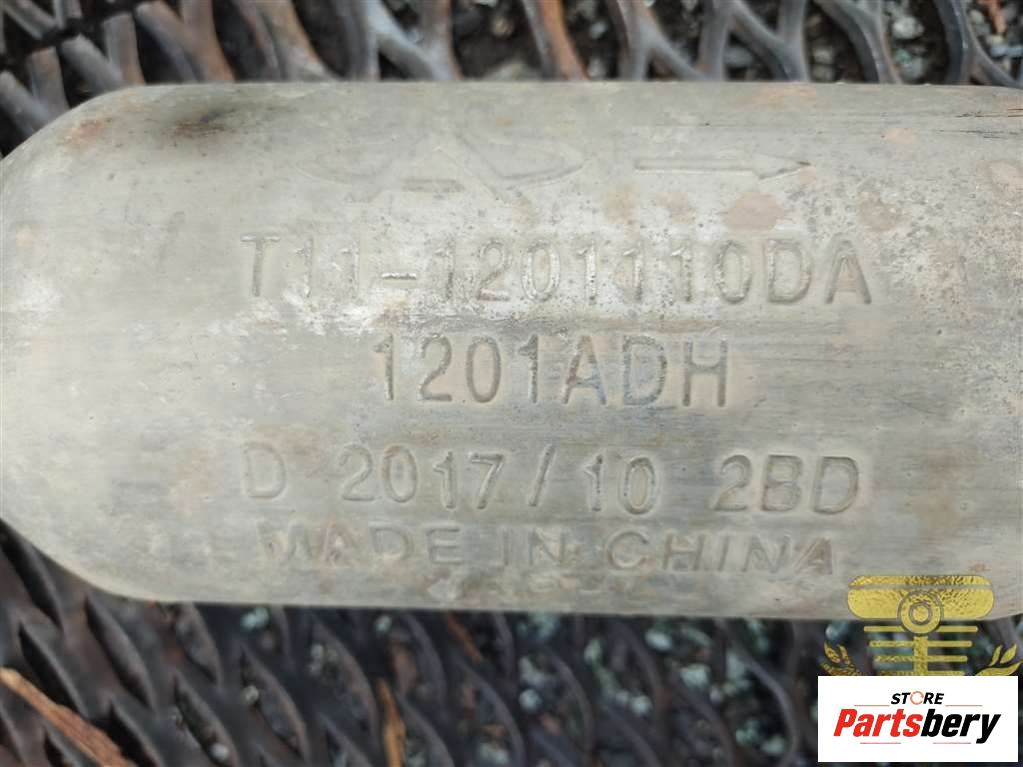 T11-1201110DA
1201ADH
D 2017/10 2BD
MADE IN CHINA
STORE
Partsbery